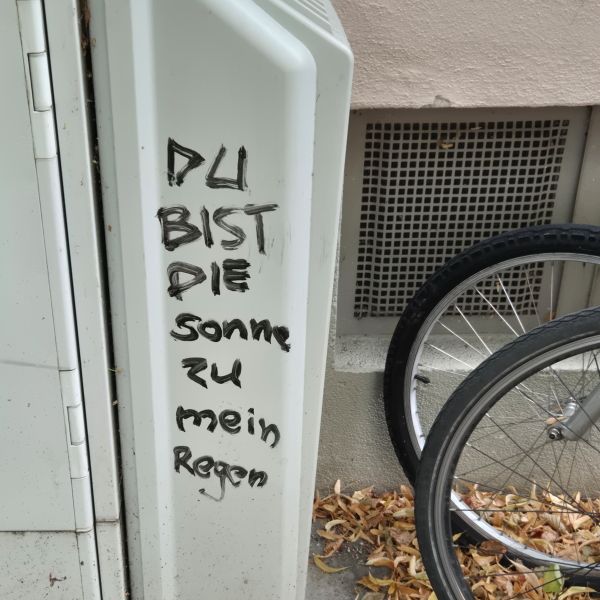 DU
BIST
DIE
Sonne
zu
mein
Regen